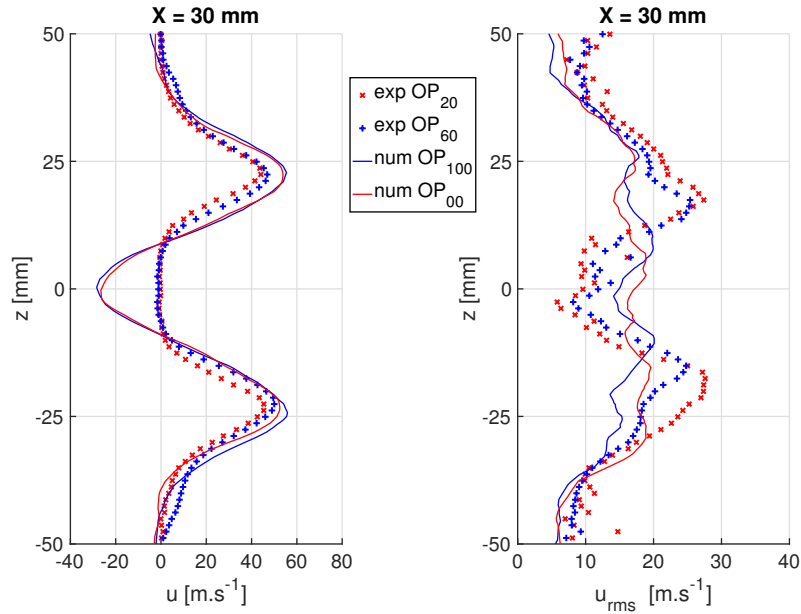 X = 30 mm
X = 30 mm
50
25
0
-25
-50
z [mm]
-40
-20
0
20
40
60
80
u [m.s⁻¹]
exp OP₂₀
exp OP₆₀
num OP₁₀₀
num OP₀₀
50
25
0
-25
-50
z [mm]
0
10
20
30
40
u_rms [m.s⁻¹]